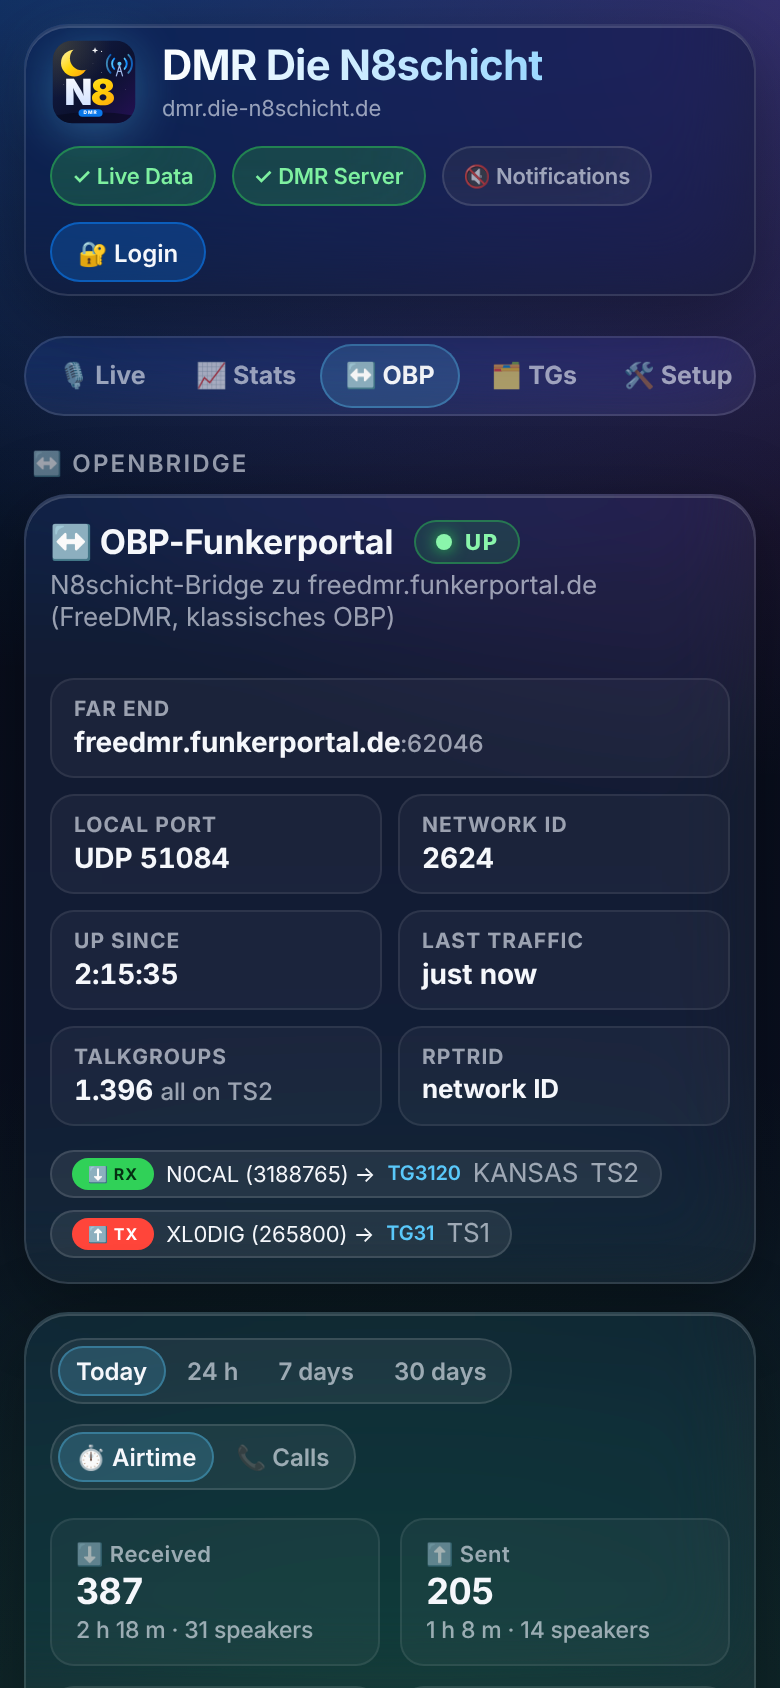 N8
DMR
DMR Die N8schicht
dmr.die-n8schicht.de
✓ Live Data
✓ DMR Server
🔇 Notifications
🔐 Login
🎙️ Live
📈 Stats
↔️ OBP
🗂️ TGs
🛠️ Setup
↔️ OPENBRIDGE
↔️ OBP-Funkerportal
UP
N8schicht-Bridge zu freedmr.funkerportal.de
(FreeDMR, klassisches OBP)
FAR END
freedmr.funkerportal.de:62046
LOCAL PORT
UDP 51084
NETWORK ID
2624
UP SINCE
2:15:35
LAST TRAFFIC
just now
TALKGROUPS
1.396 all on TS2
RPTRID
network ID
⬇️ RX N0CAL (3188765) → TG3120 KANSAS TS2
⬆️ TX XL0DIG (265800) → TG31 TS1
Today
24 h
7 days
30 days
⏱️ Airtime
📞 Calls
⬇️ Received
387
2 h 18 m · 31 speakers
⬆️ Sent
205
1 h 8 m · 14 speakers